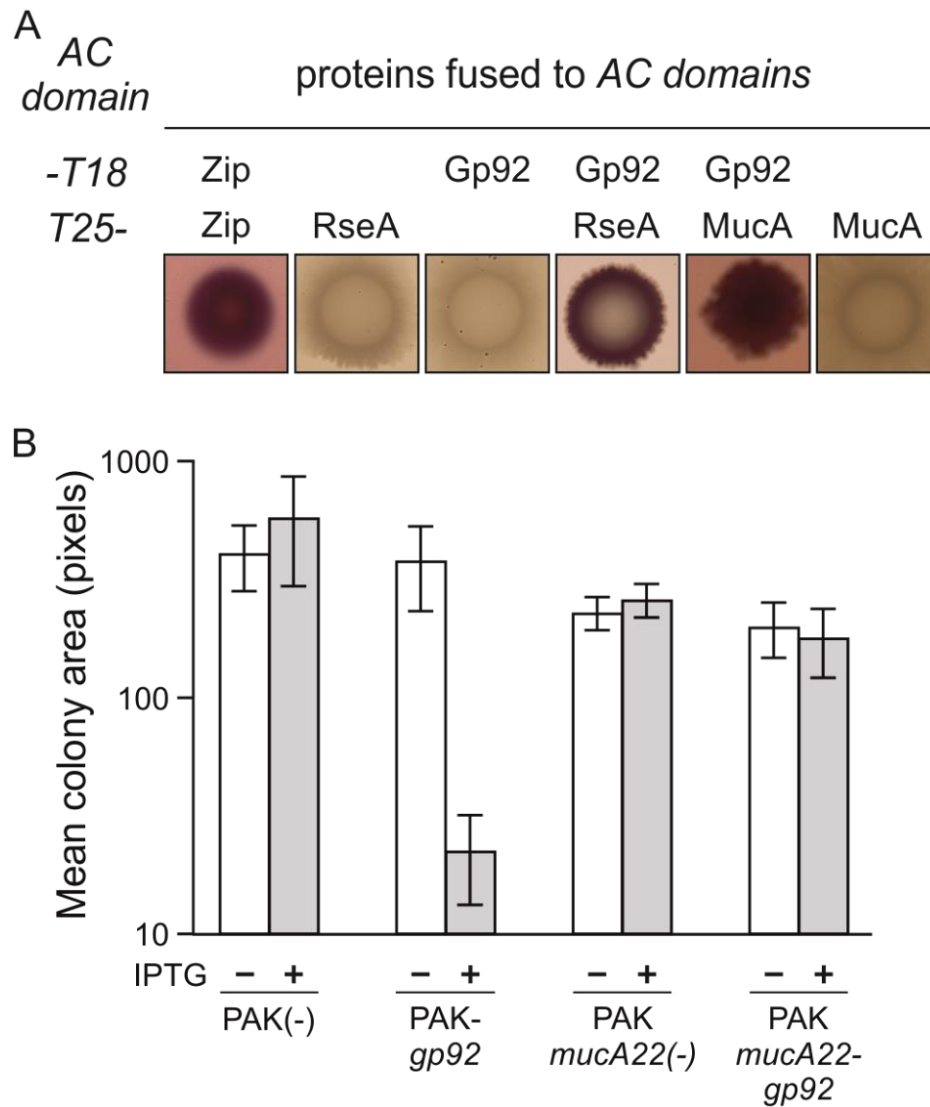 A
AC
domain
proteins fused to AC domains
-T18 Zip Gp92 Gp92 Gp92
T25- Zip RseA RseA MucA MucA
B
Mean colony area (pixels)
1000
100
10
IPTG − + − + − + − +
PAK(-) PAK- PAK PAK
gp92 mucA22(-) mucA22-
gp92